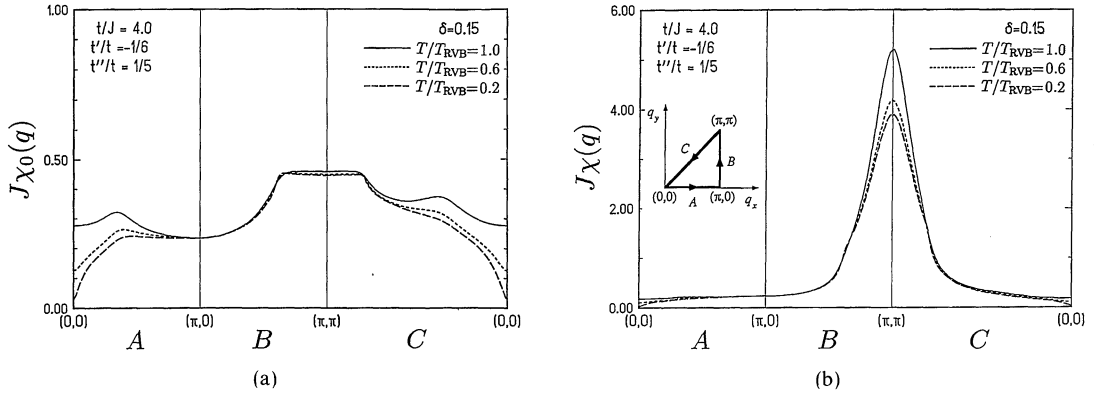 1.00
t/J = 4.0
t'/t =-1/6
t''/t = 1/5
δ=0.15
T/T_RVB=1.0
T/T_RVB=0.6
T/T_RVB=0.2
Jχ₀(q)
0.50
0.00
(0,0)
(π,0)
(π,π)
(0,0)
A
B
C
(a)
6.00
t/J = 4.0
t'/t =-1/6
t''/t = 1/5
δ=0.15
T/T_RVB=1.0
T/T_RVB=0.6
T/T_RVB=0.2
Jχ(q)
4.00
2.00
0.00
q_y
(π,π)
C
B
(0,0)
A
(π,0)
q_x
(0,0)
(π,0)
(π,π)
(0,0)
A
B
C
(b)